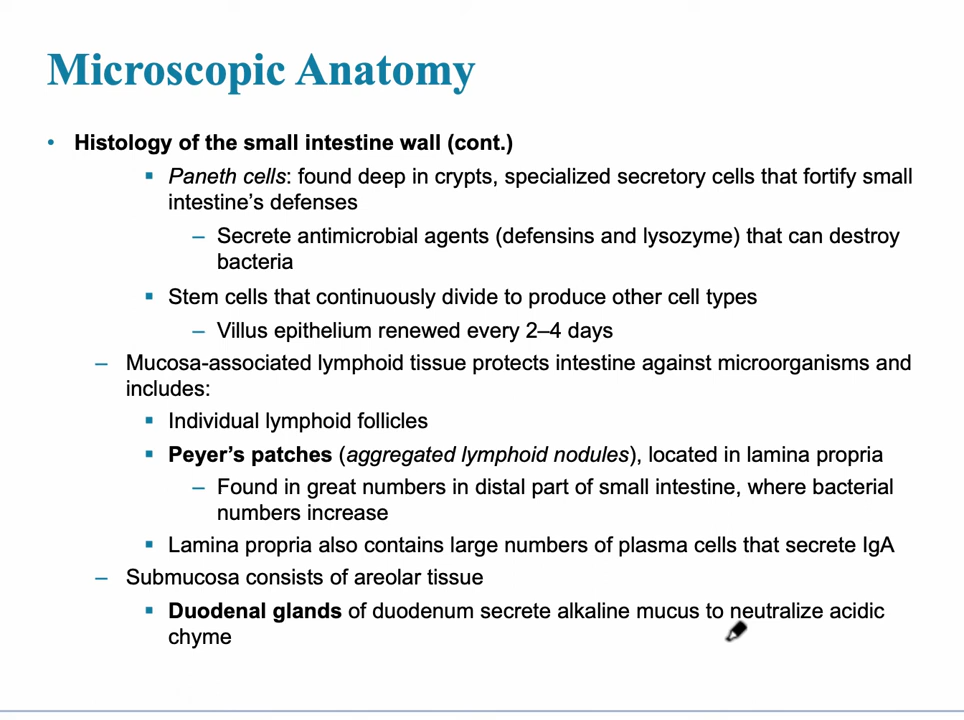 Microscopic Anatomy
• Histology of the small intestine wall (cont.)
▪ Paneth cells: found deep in crypts, specialized secretory cells that fortify small
intestine’s defenses
– Secrete antimicrobial agents (defensins and lysozyme) that can destroy
bacteria
▪ Stem cells that continuously divide to produce other cell types
– Villus epithelium renewed every 2–4 days
– Mucosa-associated lymphoid tissue protects intestine against microorganisms and
includes:
▪ Individual lymphoid follicles
▪ Peyer’s patches (aggregated lymphoid nodules), located in lamina propria
– Found in great numbers in distal part of small intestine, where bacterial
numbers increase
▪ Lamina propria also contains large numbers of plasma cells that secrete IgA
– Submucosa consists of areolar tissue
▪ Duodenal glands of duodenum secrete alkaline mucus to neutralize acidic
chyme